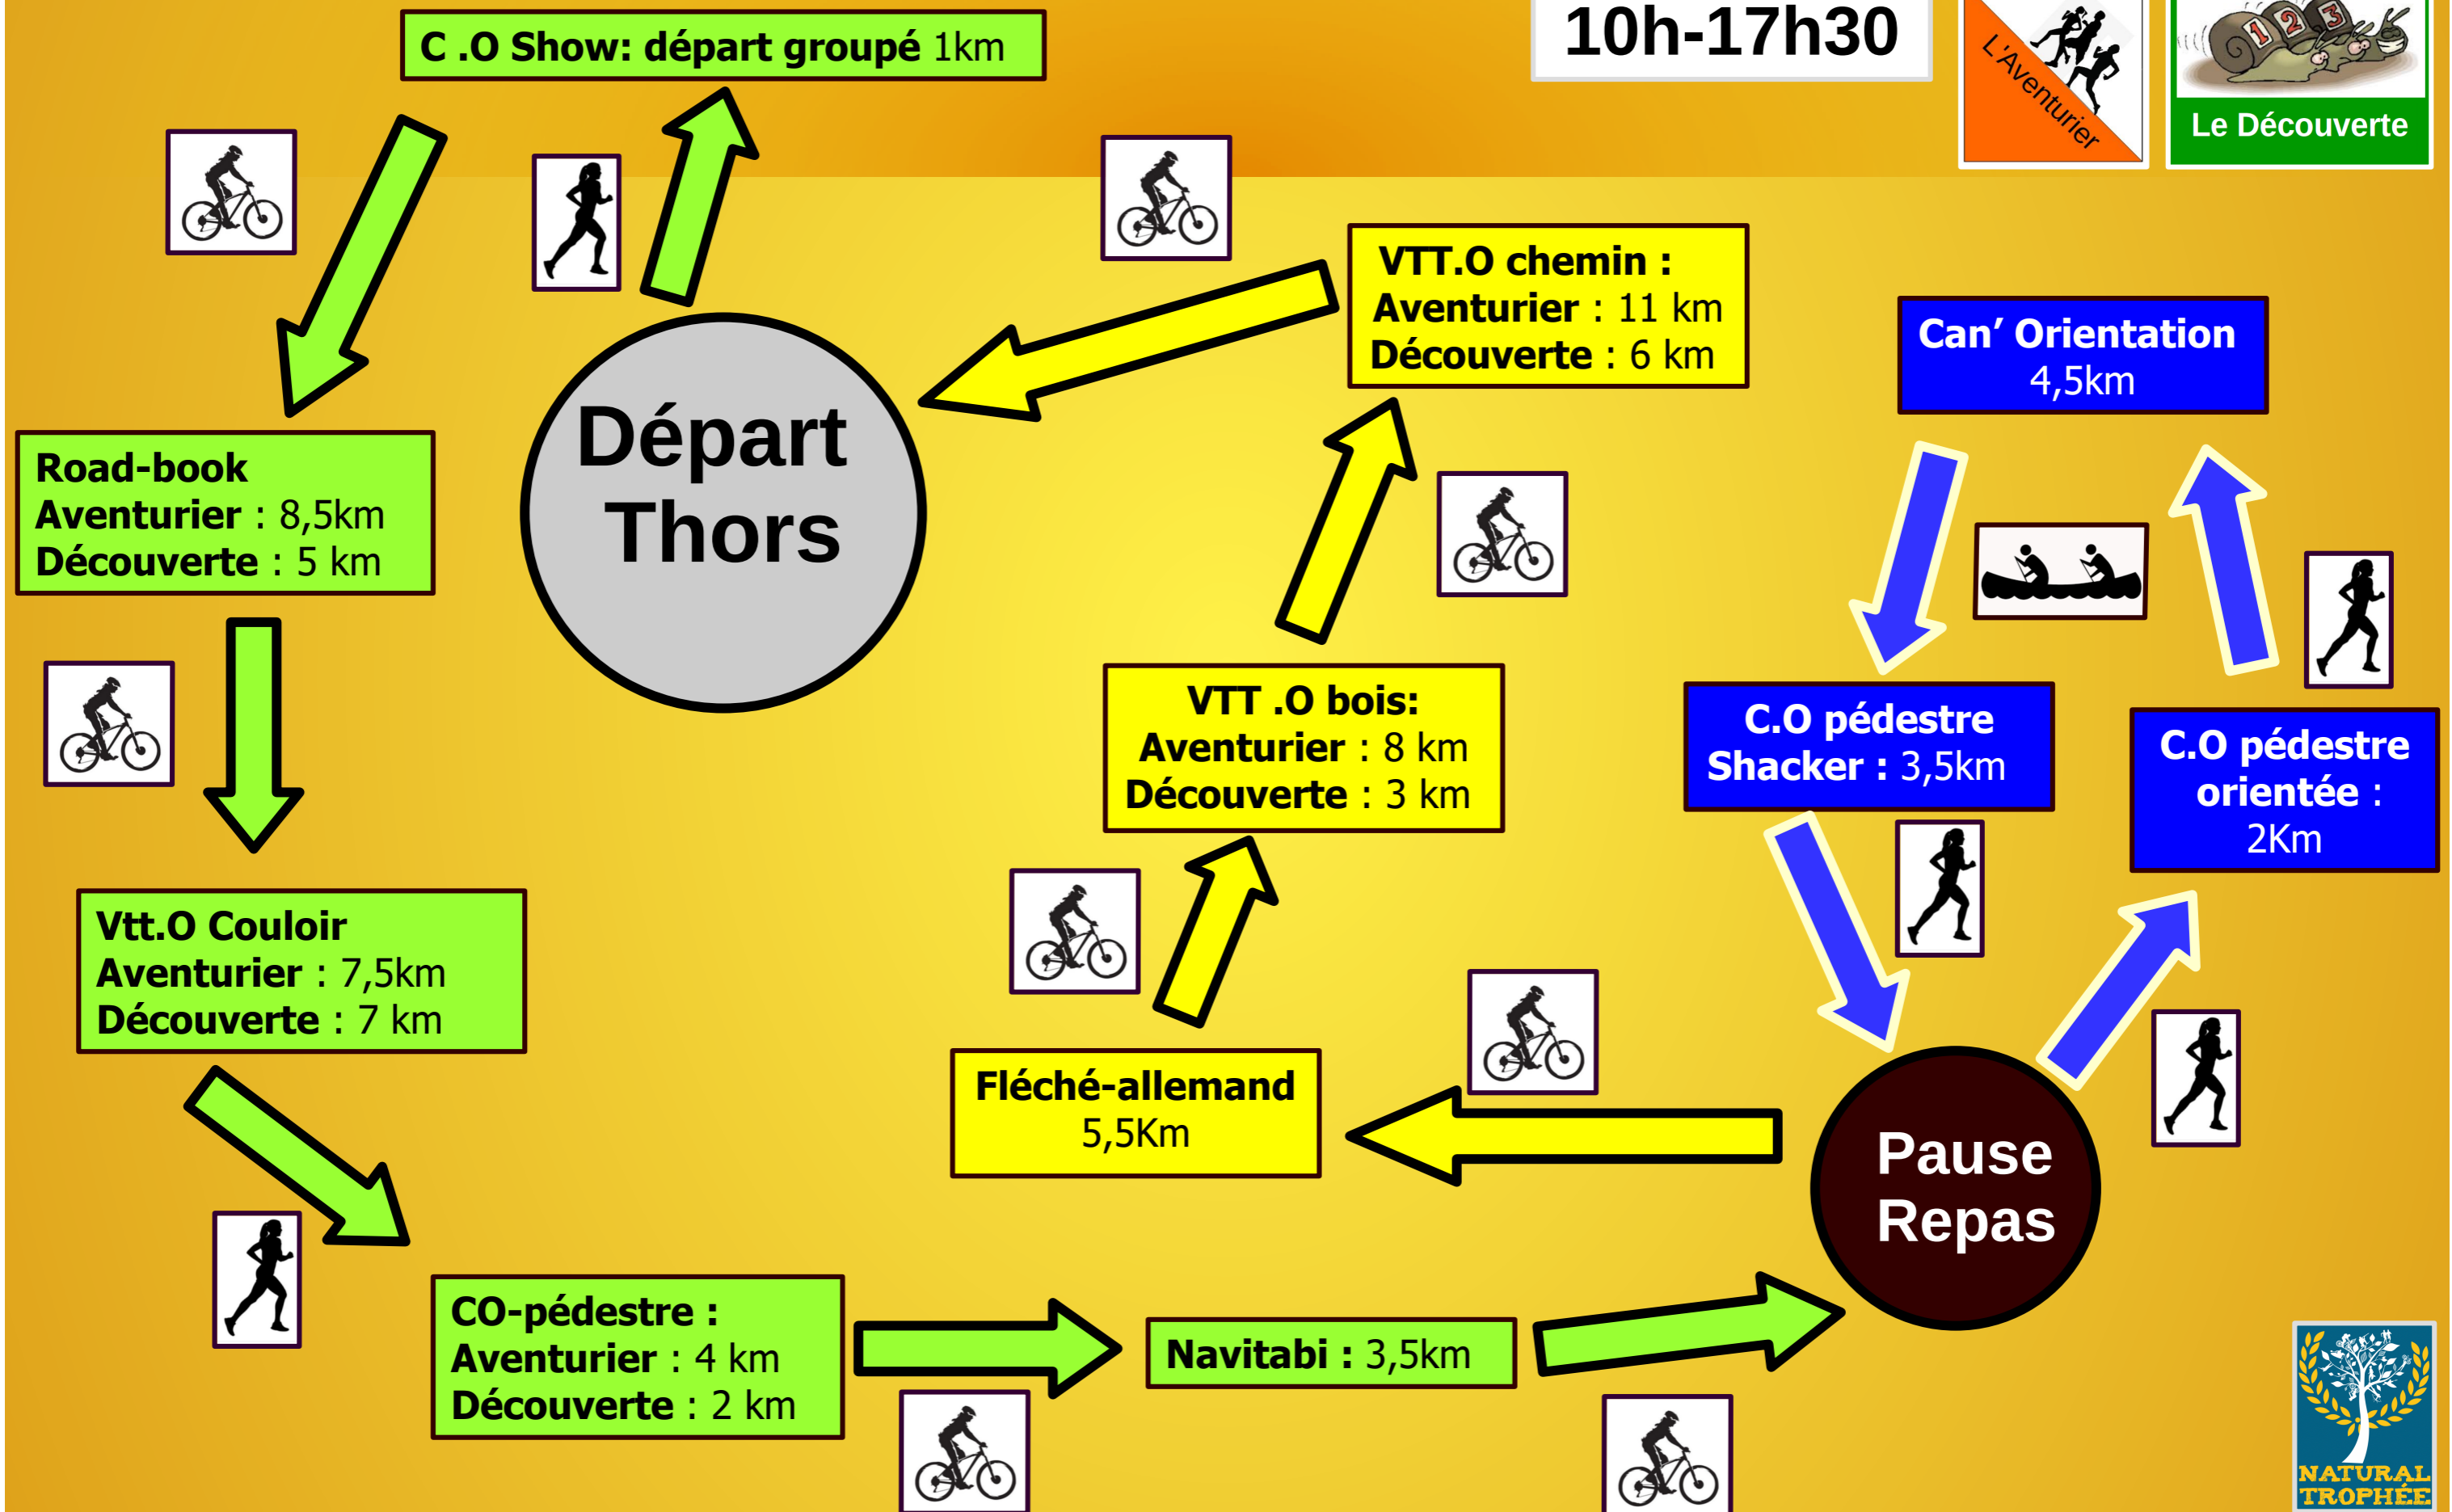 C .O Show: départ groupé 1km
10h-17h30
L'Aventurier
1 2 3
Le Découverte
VTT.O chemin :
Aventurier : 11 km
Découverte : 6 km
Can’ Orientation
4,5km
Départ
Thors
Road-book
Aventurier : 8,5km
Découverte : 5 km
VTT .O bois:
Aventurier : 8 km
Découverte : 3 km
C.O pédestre
Shacker : 3,5km
C.O pédestre
orientée :
2Km
Vtt.O Couloir
Aventurier : 7,5km
Découverte : 7 km
Fléché-allemand
5,5Km
Pause
Repas
CO-pédestre :
Aventurier : 4 km
Découverte : 2 km
Navitabi : 3,5km
NATURAL
TROPHÉE